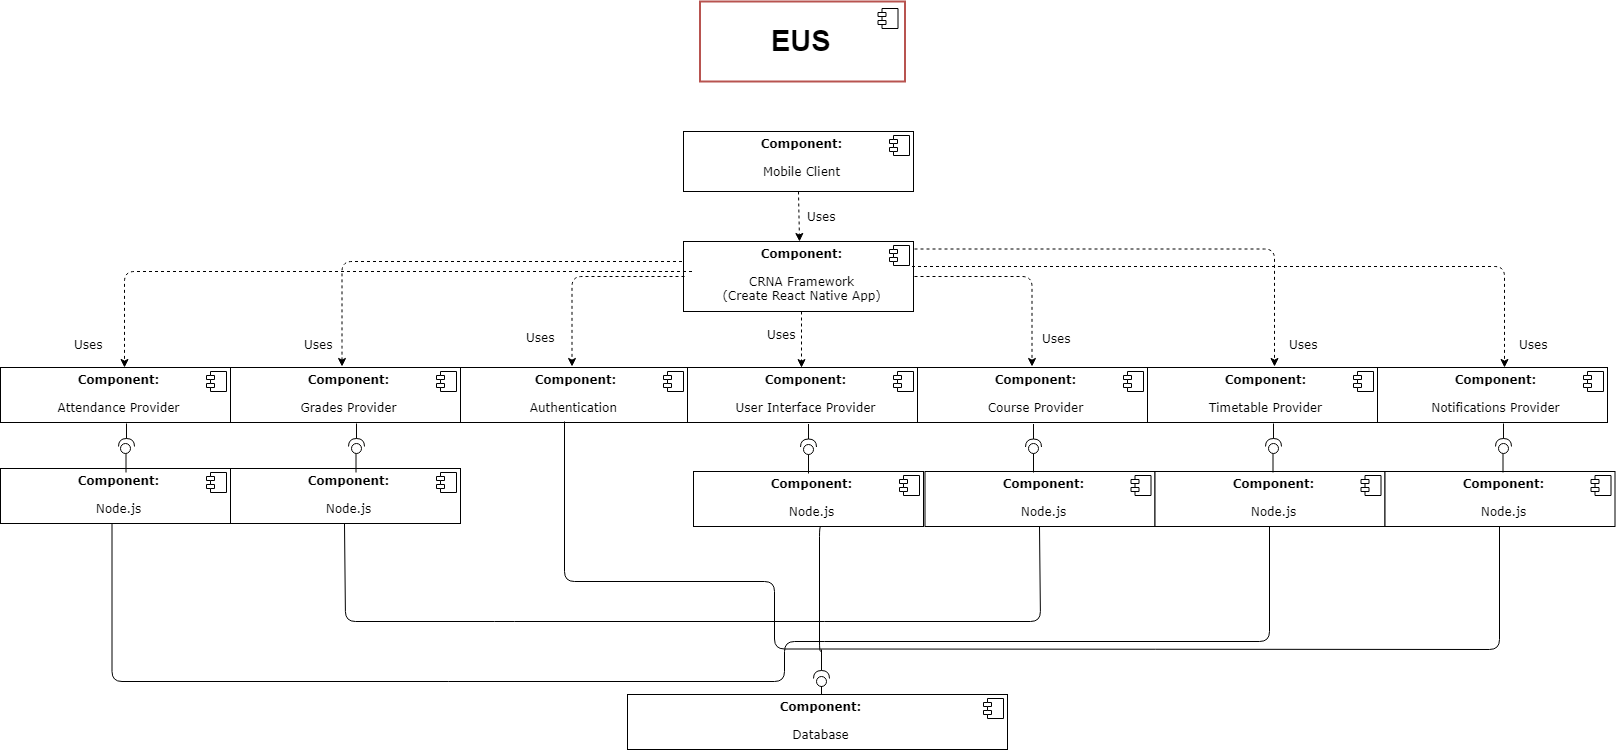 EUS
Component:
Mobile Client
Uses
Component:
CRNA Framework
(Create React Native App)
Uses
Uses
Uses
Uses
Uses
Uses
Uses
Component:
Attendance Provider
Component:
Grades Provider
Component:
Authentication
Component:
User Interface Provider
Component:
Course Provider
Component:
Timetable Provider
Component:
Notifications Provider
Component:
Node.js
Component:
Node.js
Component:
Node.js
Component:
Node.js
Component:
Node.js
Component:
Node.js
Component:
Database